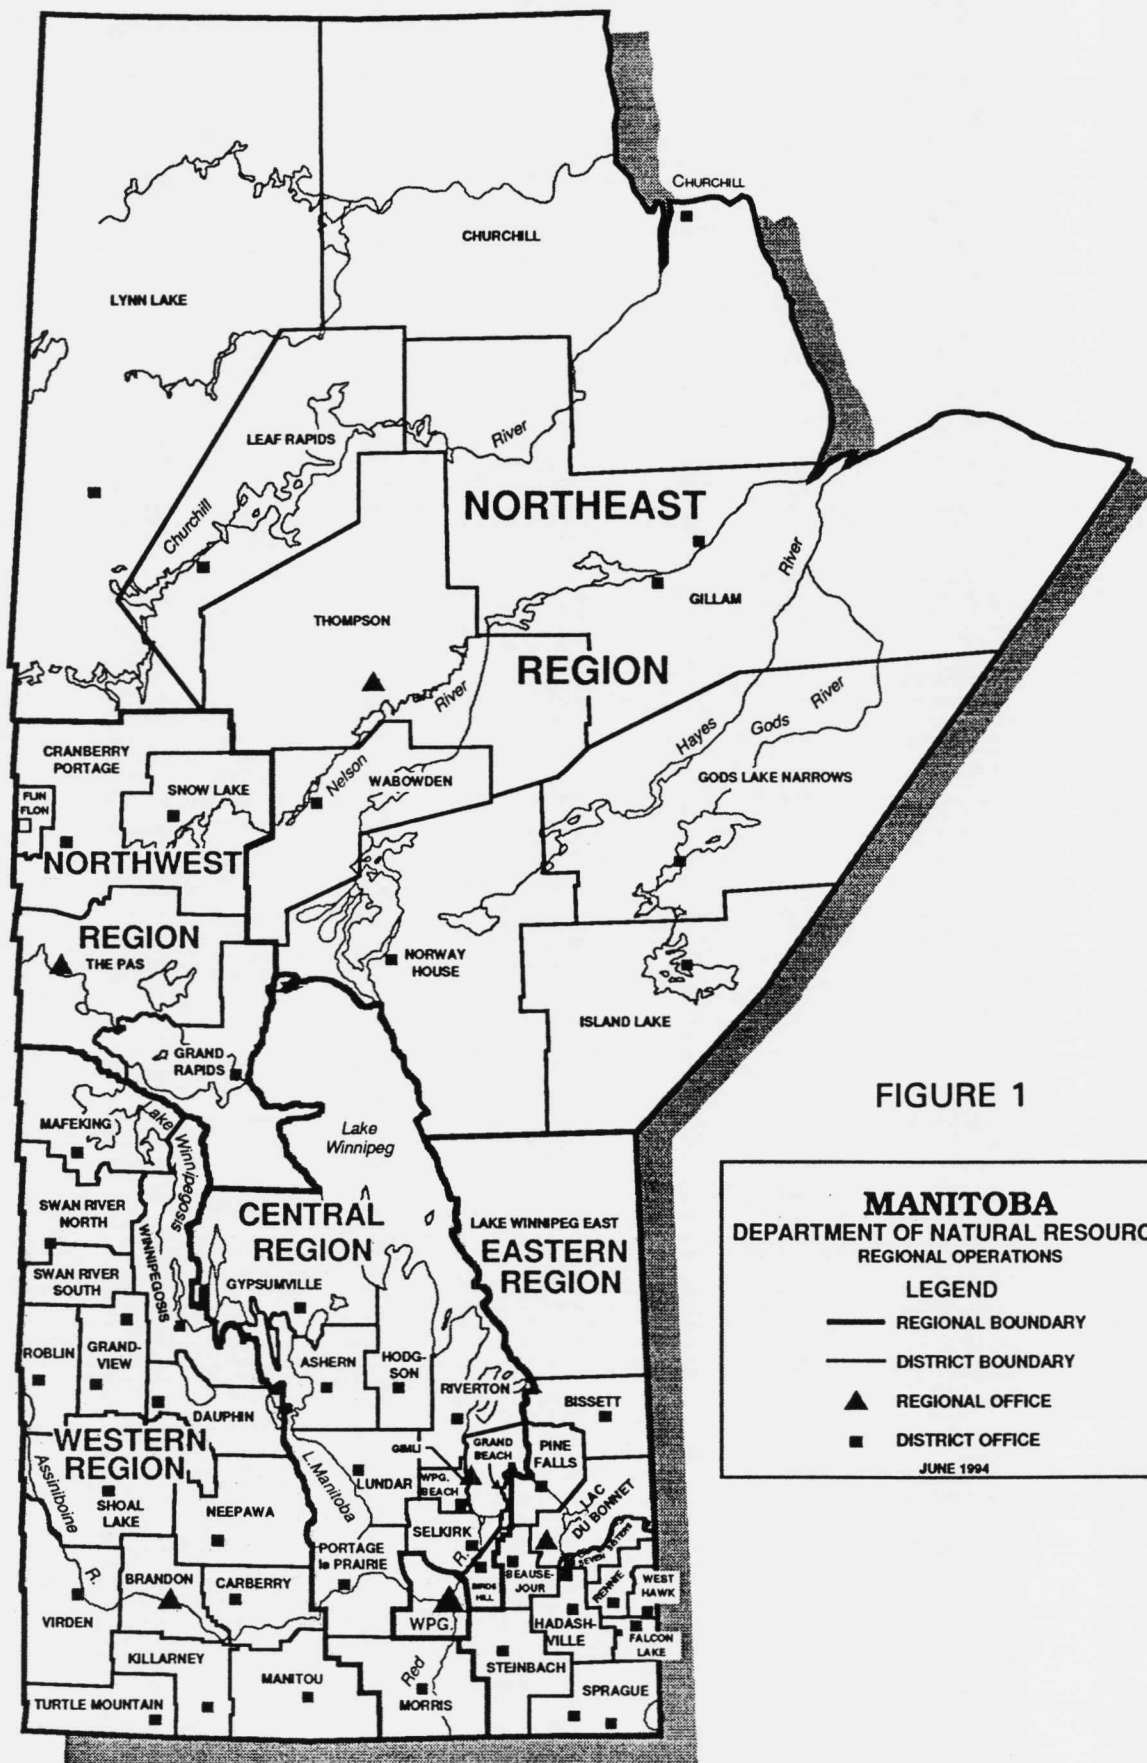 CHURCHILL
CHURCHILL
LYNN LAKE
LEAF RAPIDS
River
Churchill
NORTHEAST
River
GILLAM
THOMPSON
REGION
River
Nelson
Hayes
Gods
River
CRANBERRY
PORTAGE
SNOW LAKE
WABOWDEN
GODS LAKE NARROWS
FLIN
FLON
NORTHWEST
REGION
THE PAS
NORWAY
HOUSE
ISLAND LAKE
GRAND
RAPIDS
FIGURE 1
MAFEKING
Lake
Winnipegosis
Lake
Winnipeg
SWAN RIVER
NORTH
WINNIPEGOSIS
CENTRAL
REGION
LAKE WINNIPEG EAST
EASTERN
REGION
SWAN RIVER
SOUTH
GYPSUMVILLE
ROBLIN
GRAND-
VIEW
ASHERN
HODG-
SON
RIVERTON
BISSETT
DAUPHIN
WESTERN
REGION
GIMLI
GRAND
BEACH
PINE
FALLS
Assiniboine
R.
L.Manitoba
LUNDAR
WPG.
BEACH
LAC
DU BONNET
SHOAL
LAKE
NEEPAWA
SELKIRK
R.
SEVEN SISTERS
PORTAGE
la PRAIRIE
BRANDON
CARBERRY
BIRDS
HILL
BEAUSE-
JOUR
RENNIE
WEST
HAWK
VIRDEN
WPG.
HADASH-
VILLE
FALCON
LAKE
KILLARNEY
MANITOU
Red
STEINBACH
TURTLE MOUNTAIN
MORRIS
SPRAGUE
MANITOBA
DEPARTMENT OF NATURAL RESOURC
REGIONAL OPERATIONS
LEGEND
REGIONAL BOUNDARY
DISTRICT BOUNDARY
REGIONAL OFFICE
DISTRICT OFFICE
JUNE 1994